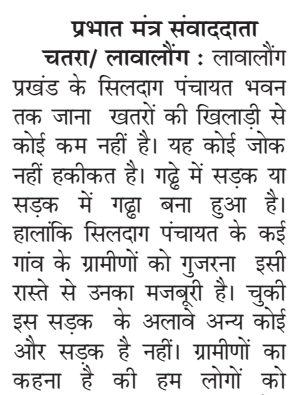 प्रभात मंत्र संवाददाता
चतरा/ लावालौंग : लावालौंग
प्रखंड के सिलदाग पंचायत भवन
तक जाना खतरों की खिलाड़ी से
कोई कम नहीं है। यह कोई जोक
नहीं हकीकत है। गढ्ढे में सड़क या
सड़क में गढ्ढा बना हुआ है।
हालांकि सिलदाग पंचायत के कई
गांव के ग्रामीणों को गुजरना इसी
रास्ते से उनका मजबूरी है। चुकी
इस सड़क के अलावे अन्य कोई
और सड़क है नहीं। ग्रामीणों का
कहना है की हम लोगों को